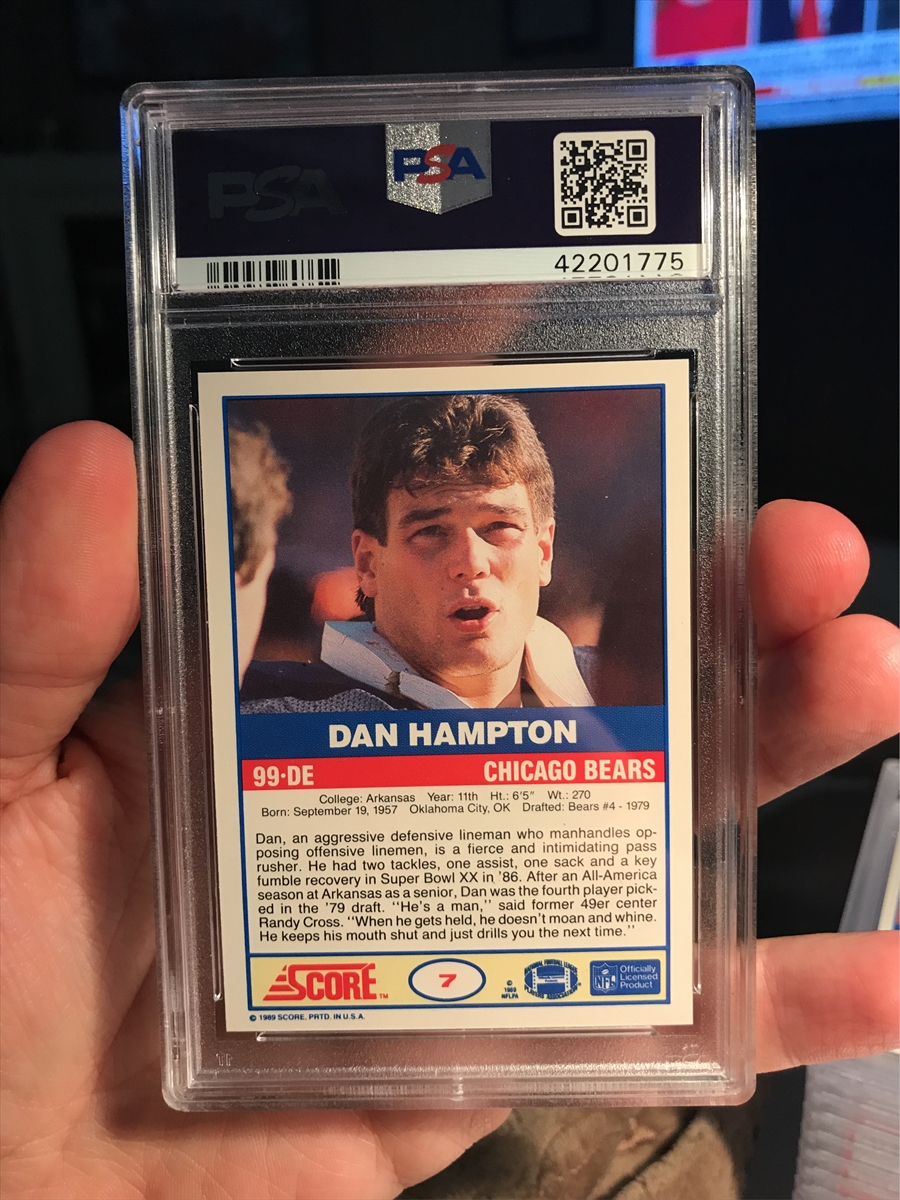 PSA
PSA
42201775
DAN HAMPTON
99·DE CHICAGO BEARS
College: Arkansas Year: 11th Ht.: 6'5" Wt.: 270
Born: September 19, 1957 Oklahoma City, OK Drafted: Bears #4 - 1979
Dan, an aggressive defensive lineman who manhandles op-
posing offensive linemen, is a fierce and intimidating pass
rusher. He had two tackles, one assist, one sack and a key
fumble recovery in Super Bowl XX in '86. After an All-America
season at Arkansas as a senior, Dan was the fourth player pick-
ed in the '79 draft. "He's a man," said former 49er center
Randy Cross. "When he gets held, he doesn't moan and whine.
He keeps his mouth shut and just drills you the next time."
SCORE™ 7
© 1989 NFLPA
NFL
Officially
Licensed
Product
© 1989 SCORE, PRTD. IN U.S.A.